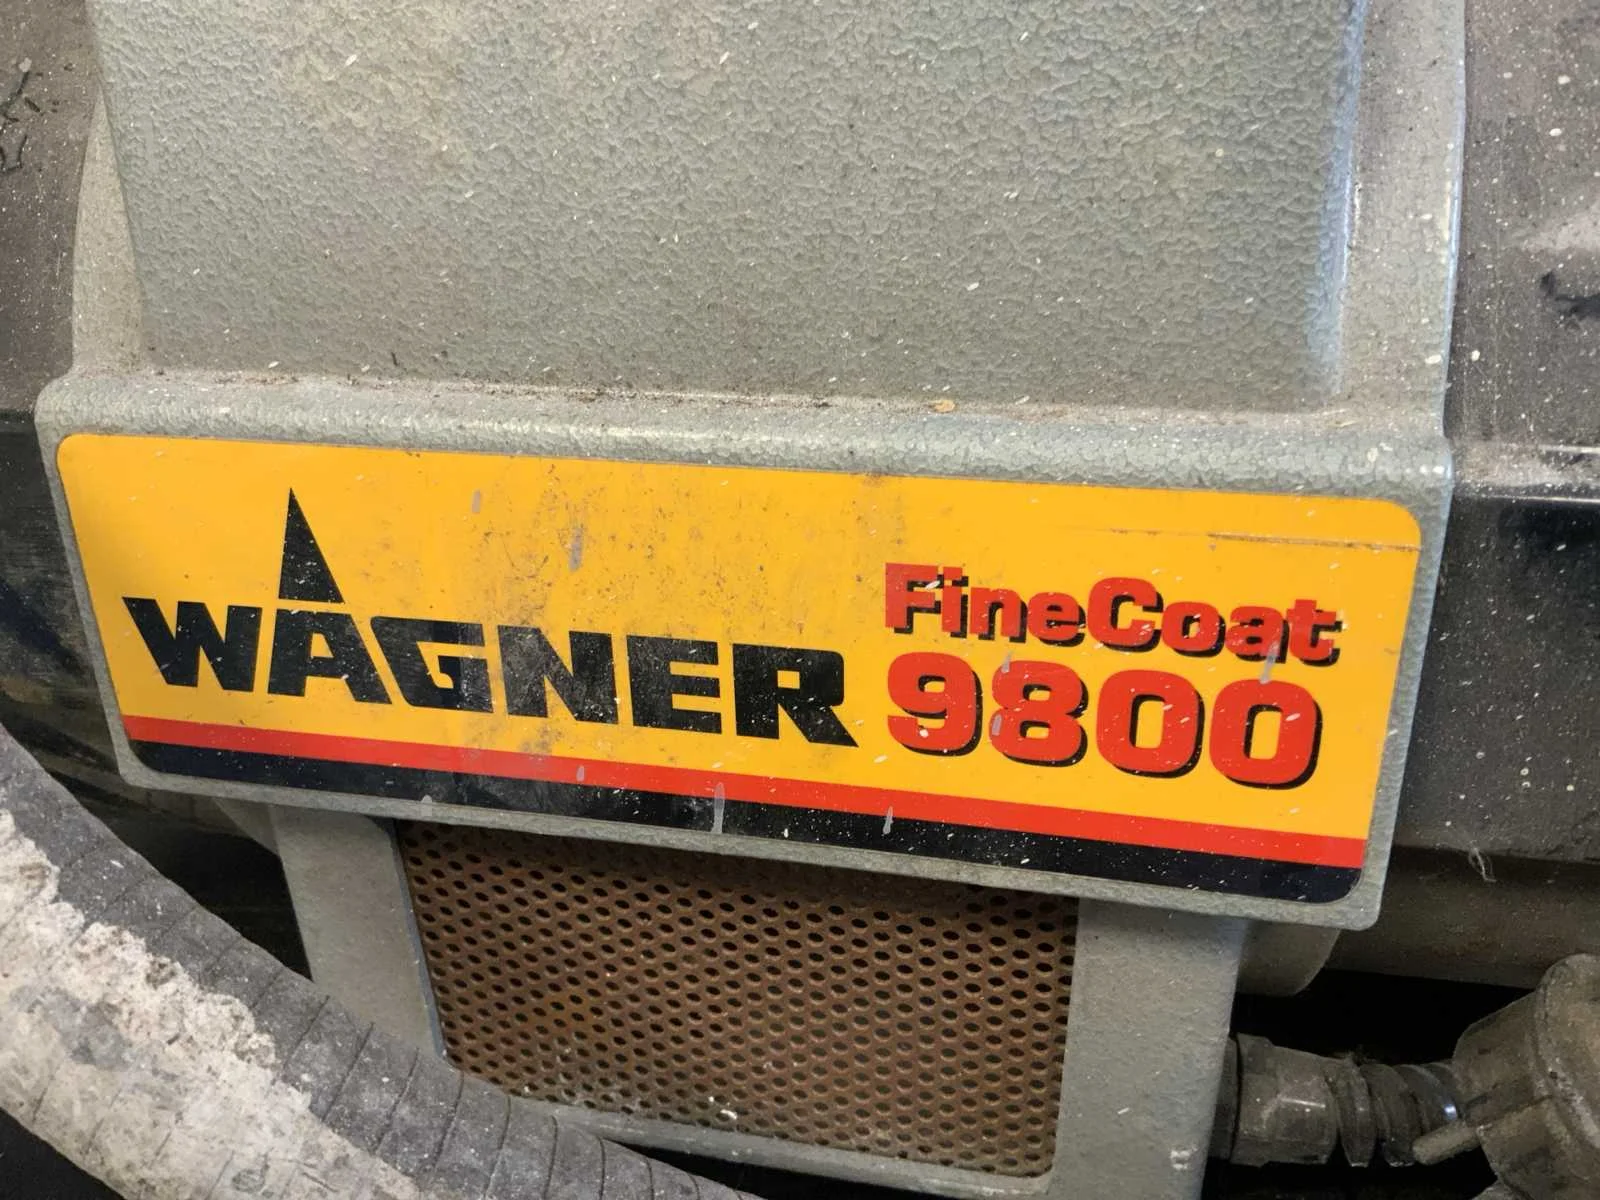 WAGNER
FineCoat
9800